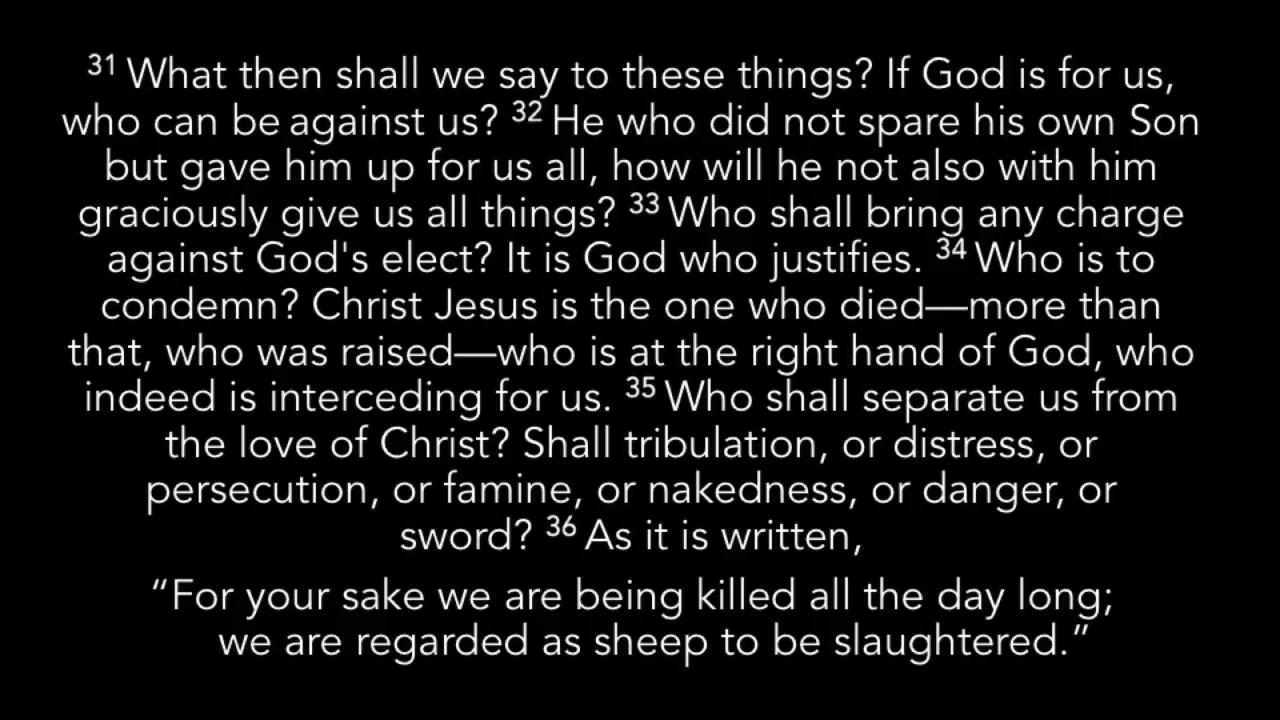 31 What then shall we say to these things? If God is for us,
who can be against us? 32 He who did not spare his own Son
but gave him up for us all, how will he not also with him
graciously give us all things? 33 Who shall bring any charge
against God's elect? It is God who justifies. 34 Who is to
condemn? Christ Jesus is the one who died—more than
that, who was raised—who is at the right hand of God, who
indeed is interceding for us. 35 Who shall separate us from
the love of Christ? Shall tribulation, or distress, or
persecution, or famine, or nakedness, or danger, or
sword? 36 As it is written,
“For your sake we are being killed all the day long;
we are regarded as sheep to be slaughtered.”